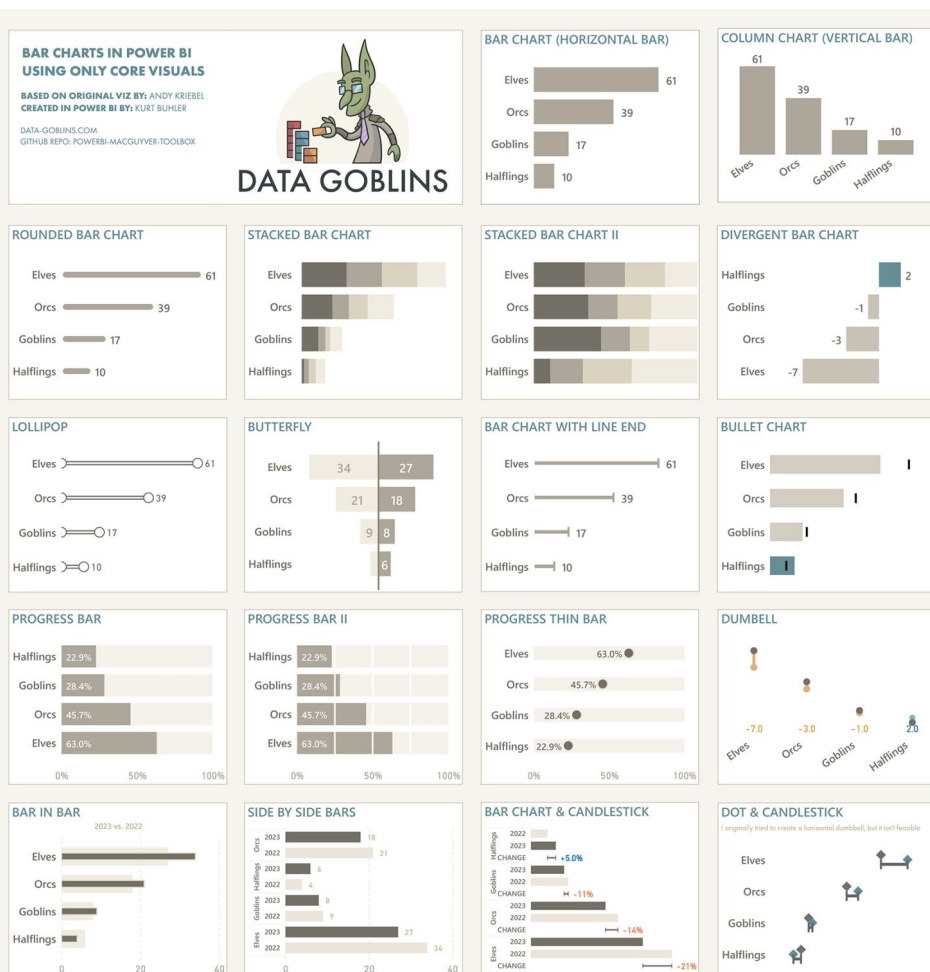 BAR CHARTS IN POWER BI
USING ONLY CORE VISUALS
BASED ON ORIGINAL VIZ BY: ANDY KRIEBEL
CREATED IN POWER BI BY: KURT BUHLER
DATA-GOBLINS.COM
GITHUB REPO: POWERBI-MACGUYVER-TOOLBOX
DATA GOBLINS
BAR CHART (HORIZONTAL BAR)
Elves 61
Orcs 39
Goblins 17
Halflings 10
COLUMN CHART (VERTICAL BAR)
61
39
17
10
Elves Orcs Goblins Halflings
ROUNDED BAR CHART
Elves 61
Orcs 39
Goblins 17
Halflings 10
STACKED BAR CHART
Elves
Orcs
Goblins
Halflings
STACKED BAR CHART II
Elves
Orcs
Goblins
Halflings
DIVERGENT BAR CHART
Halflings 2
Goblins -1
Orcs -3
Elves -7
LOLLIPOP
Elves 61
Orcs 39
Goblins 17
Halflings 10
BUTTERFLY
Elves 34 27
Orcs 21 18
Goblins 9 8
Halflings 6
BAR CHART WITH LINE END
Elves 61
Orcs 39
Goblins 17
Halflings 10
BULLET CHART
Elves
Orcs
Goblins
Halflings
PROGRESS BAR
Halflings 22.9%
Goblins 28.4%
Orcs 45.7%
Elves 63.0%
0% 50% 100%
PROGRESS BAR II
Halflings 22.9%
Goblins 28.4%
Orcs 45.7%
Elves 63.0%
0% 50% 100%
PROGRESS THIN BAR
Elves 63.0%
Orcs 45.7%
Goblins 28.4%
Halflings 22.9%
0% 50% 100%
DUMBELL
-7.0 -3.0 -1.0 2.0
Elves Orcs Goblins Halflings
BAR IN BAR
2023 vs. 2022
Elves
Orcs
Goblins
Halflings
0 20 40
SIDE BY SIDE BARS
Orcs
2023 18
2022 21
Halflings
2023 6
2022 4
Goblins
2023 8
2022 9
Elves
2023 27
2022 34
0 20 40
BAR CHART & CANDLESTICK
Halflings
2022
2023
CHANGE +5.0%
Goblins
2023
2022
CHANGE -11%
Orcs
2023
2022
CHANGE -14%
Elves
2023
2022
CHANGE -21%
DOT & CANDLESTICK
I originally tried to create a horizontal dumbbell, but it isn't feasible
Elves
Orcs
Goblins
Halflings